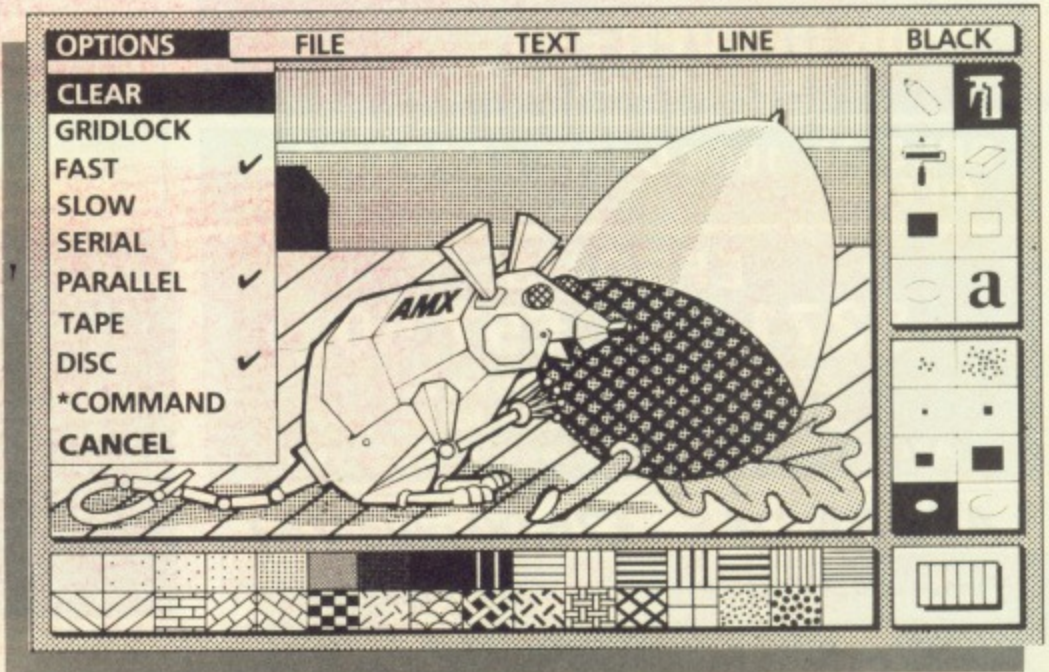 OPTIONS FILE TEXT LINE BLACK
CLEAR
GRIDLOCK
FAST ✓
SLOW
SERIAL
PARALLEL ✓
TAPE
DISC ✓
*COMMAND
CANCEL
AMX
a